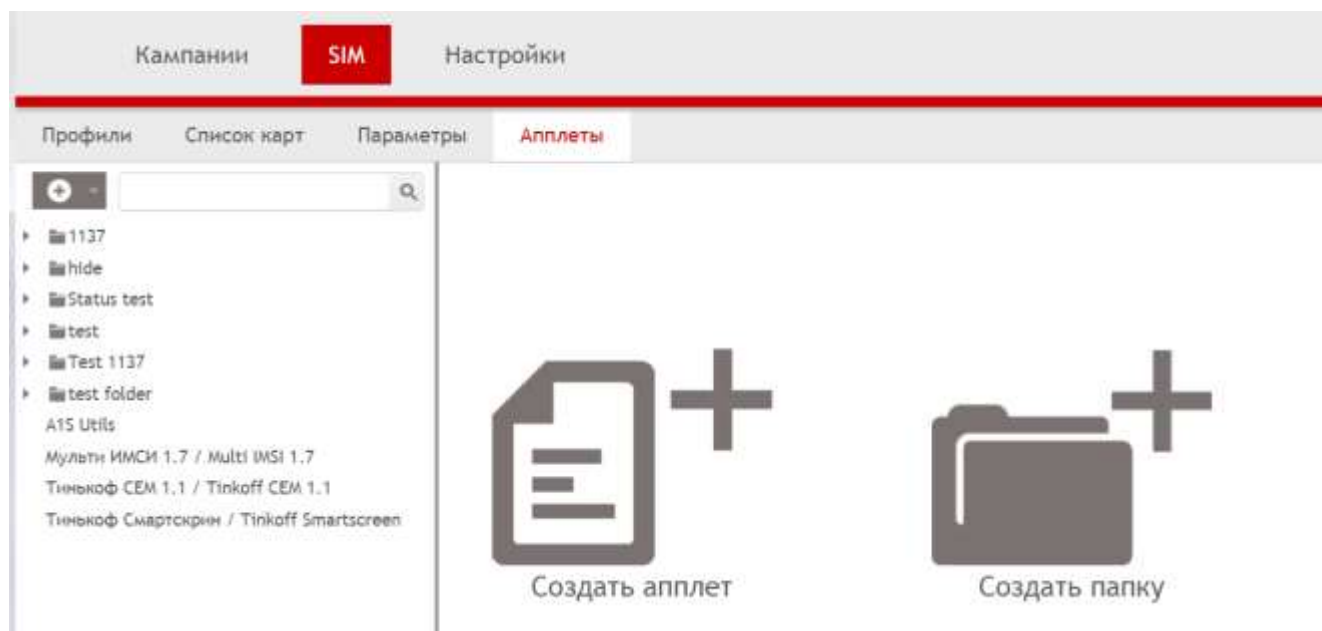 Кампании SIM Настройки
Профили Список карт Параметры Апплеты
1137
hide
Status test
test
Test 1137
test folder
A1S Utils
Мульти ИМСИ 1.7 / Multi IMSI 1.7
Тинькоф СЕМ 1.1 / Tinkoff CEM 1.1
Тинькоф Смартскрин / Tinkoff Smartscreen
Создать апплет Создать папку